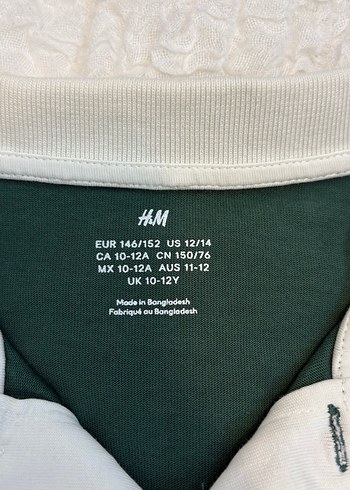 H&M
EUR 146/152 US 12/14
CA 10-12A CN 150/76
MX 10-12A AUS 11-12
UK 10-12Y
Made in Bangladesh
Fabriqué au Bangladesh